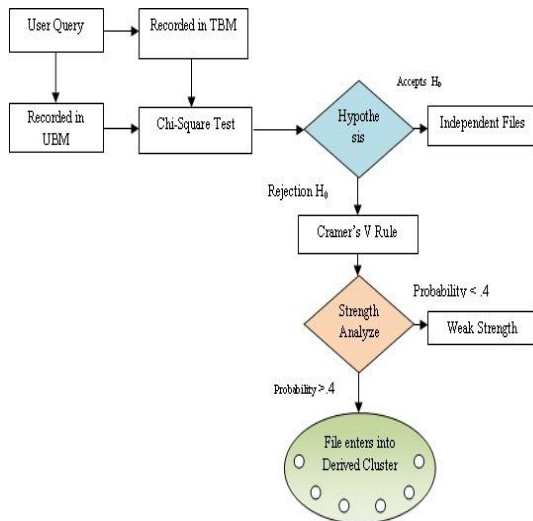 User Query
Recorded in TBM
Recorded in
UBM
Chi-Square Test
Hypothe
sis
Accepts H₀
Independent Files
Rejection H₀
Cramer's V Rule
Strength
Analyze
Probability < .4
Weak Strength
Probability > .4
File enters into
Derived Cluster